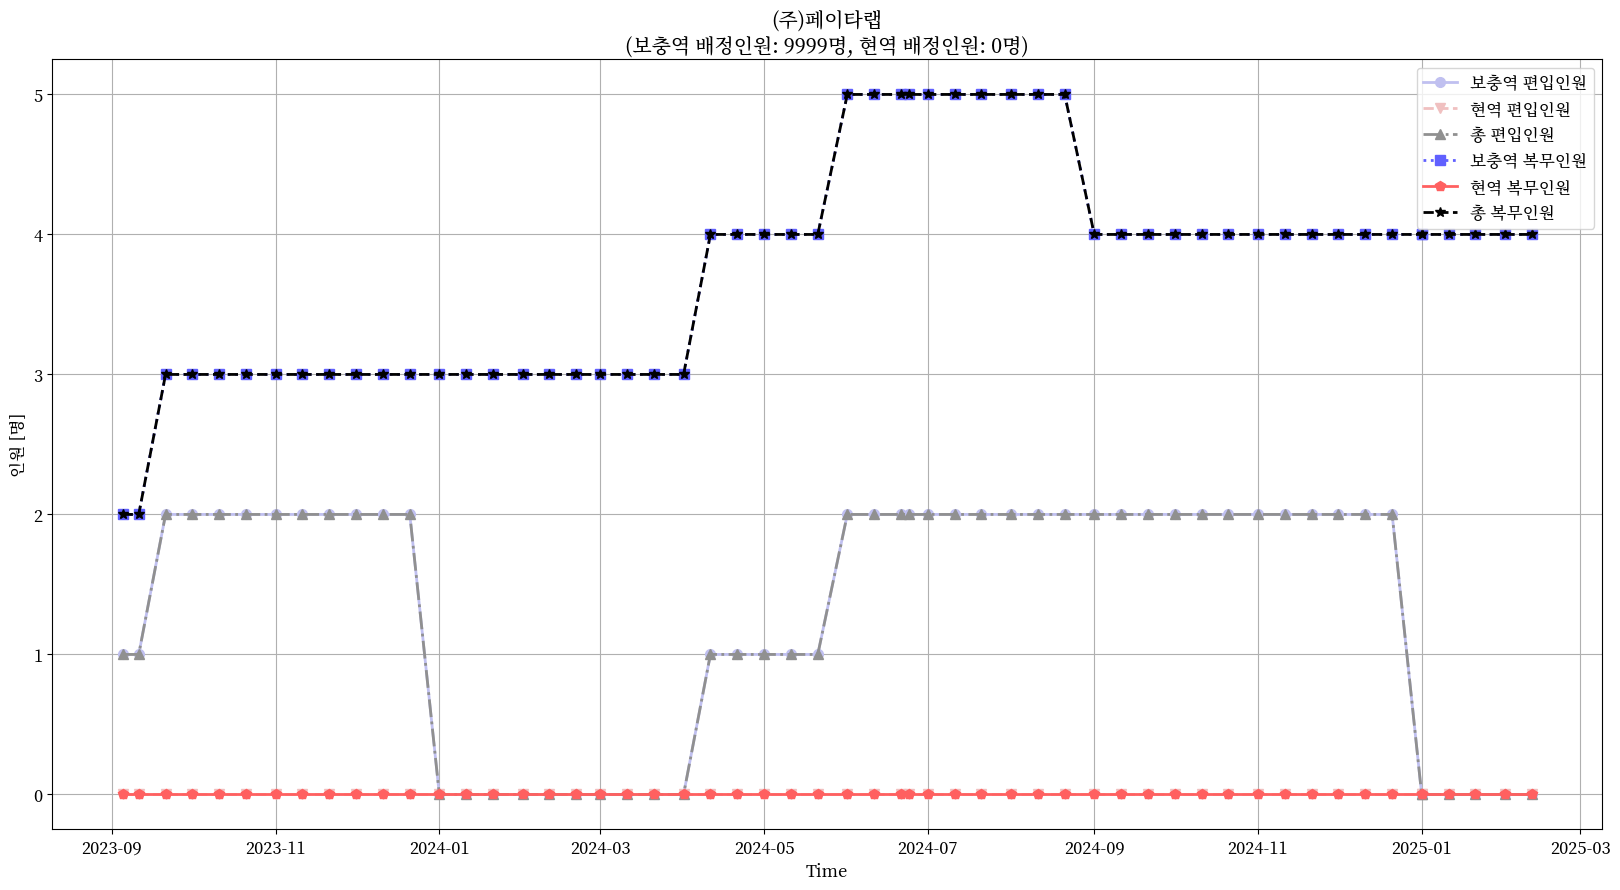 (주)페이타랩
(보충역 배정인원: 9999명, 현역 배정인원: 0명)
보충역 편입인원
현역 편입인원
총 편입인원
보충역 복무인원
현역 복무인원
총 복무인원
인원 [명]
5
4
3
2
1
0
2023-09 2023-11 2024-01 2024-03 2024-05 2024-07 2024-09 2024-11 2025-01 2025-03
Time